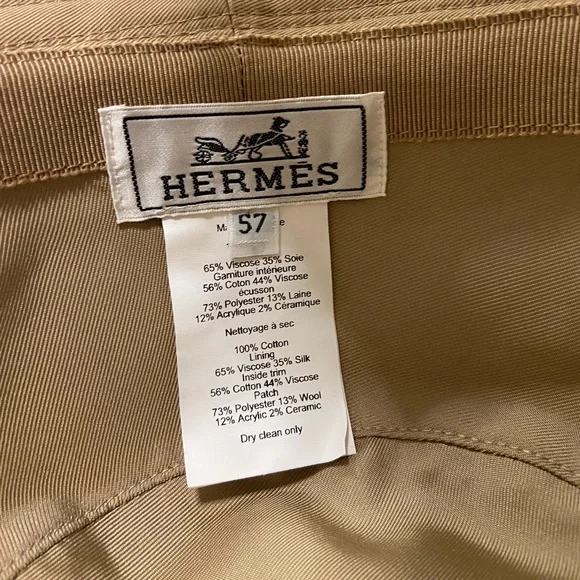 HERMÈS
57
65% Viscose 35% Soie
Garniture intérieure
56% Coton 44% Viscose
écusson
73% Polyester 13% Laine
12% Acrylique 2% Céramique
Nettoyage à sec
100% Cotton
Lining
65% Viscose 35% Silk
Inside trim
56% Cotton 44% Viscose
Patch
73% Polyester 13% Wool
12% Acrylic 2% Ceramic
Dry clean only